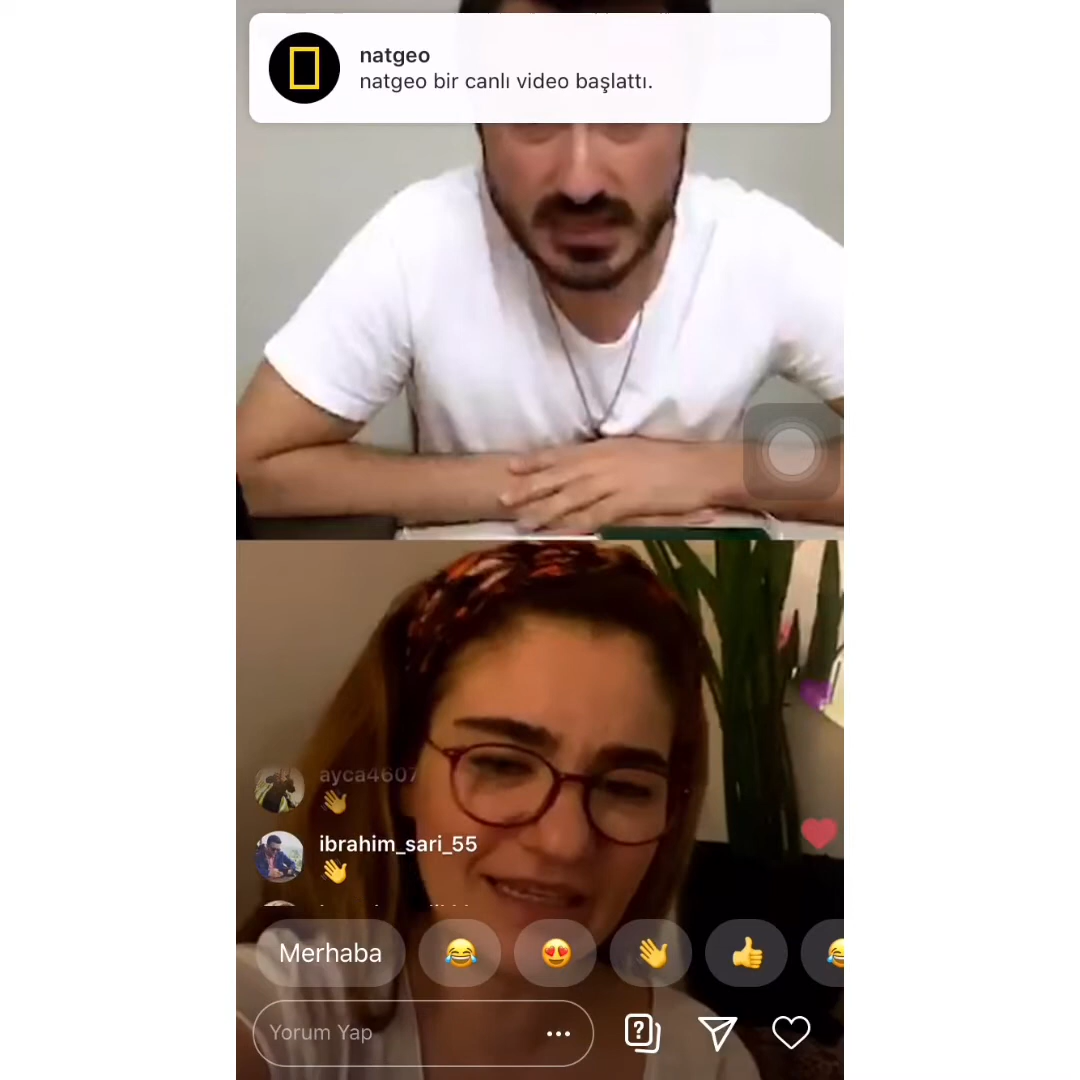 natgeo
natgeo bir canlı video başlattı.
ayca4607
ibrahim_sari_55
Merhaba
Yorum Yap